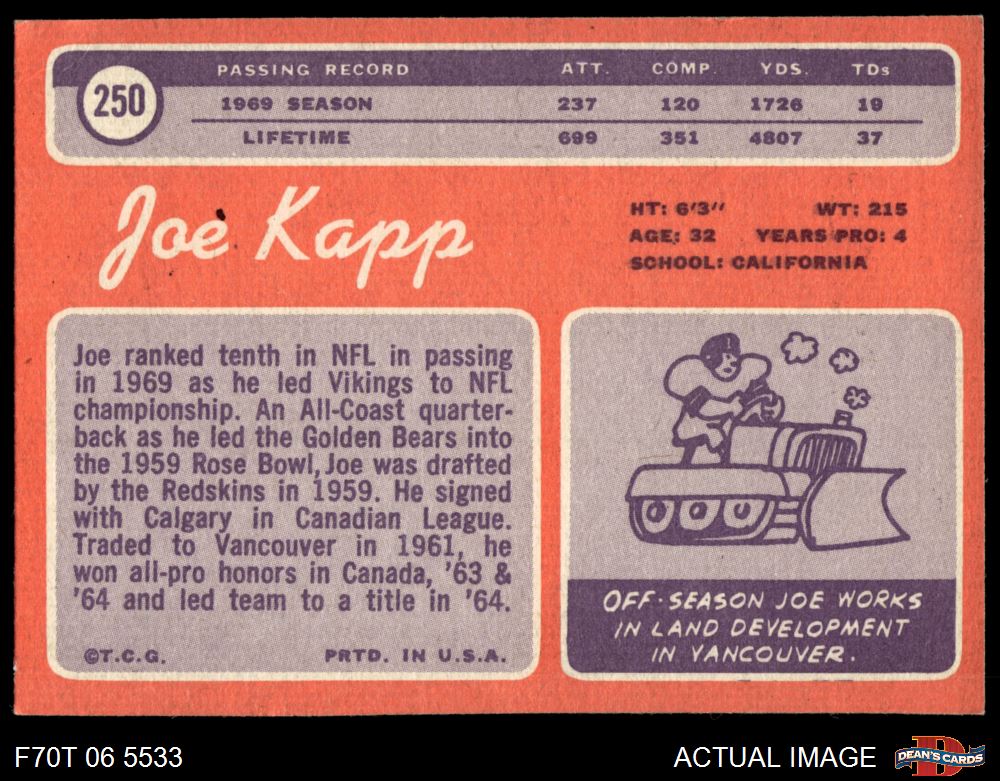 PASSING RECORD ATT. COMP. YDS. TDs
250
1969 SEASON 237 120 1726 19
LIFETIME 699 351 4807 37
Joe Kapp
HT: 6'3" WT: 215
AGE: 32 YEARS PRO: 4
SCHOOL: CALIFORNIA
Joe ranked tenth in NFL in passing
in 1969 as he led Vikings to NFL
championship. An All-Coast quarter-
back as he led the Golden Bears into
the 1959 Rose Bowl, Joe was drafted
by the Redskins in 1959. He signed
with Calgary in Canadian League.
Traded to Vancouver in 1961, he
won all-pro honors in Canada, '63 &
'64 and led team to a title in '64.
©T.C.G. PRTD. IN U.S.A.
OFF-SEASON JOE WORKS
IN LAND DEVELOPMENT
IN VANCOUVER.
F70T 06 5533 ACTUAL IMAGE
D
DEAN'S CARDS